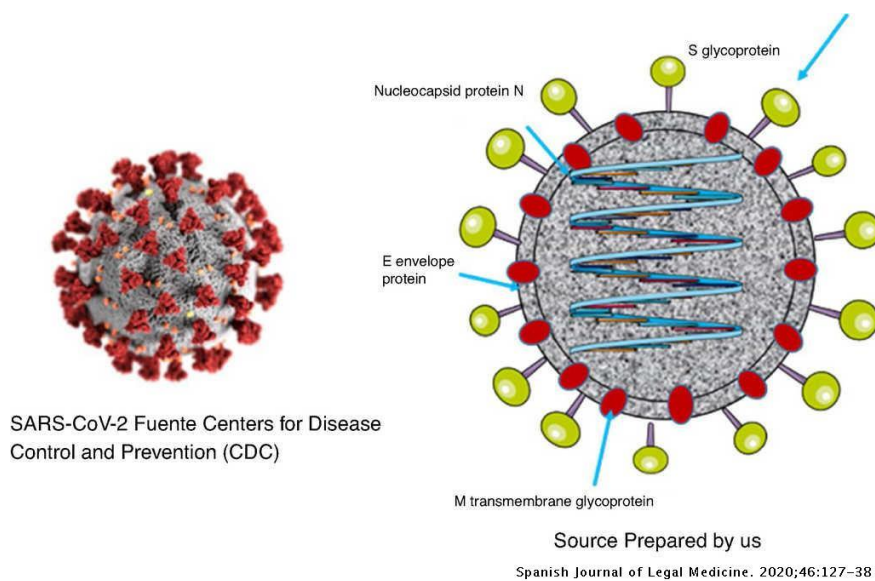 S glycoprotein
Nucleocapsid protein N
E envelope
protein
SARS-CoV-2 Fuente Centers for Disease
Control and Prevention (CDC)
M transmembrane glycoprotein
Source Prepared by us
Spanish Journal of Legal Medicine. 2020;46:127–38